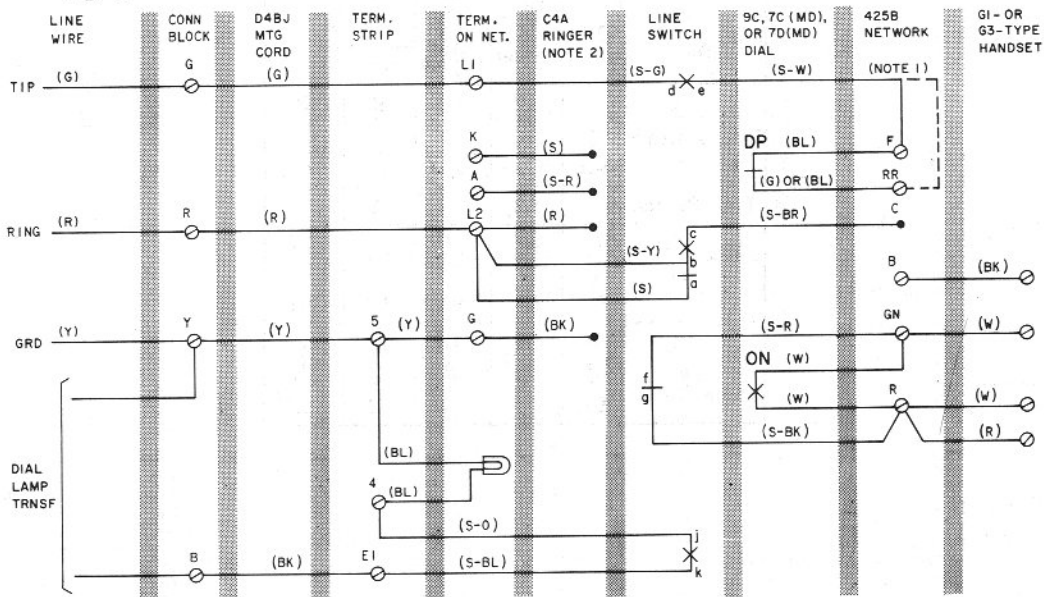 LINE WIRE
CONN BLOCK
D4BJ MTG CORD
TERM. STRIP
TERM. ON NET.
C4A RINGER (NOTE 2)
LINE SWITCH
9C, 7C (MD), OR 7D(MD) DIAL
425B NETWORK
G1- OR G3-TYPE HANDSET
TIP (G) G (G) L1 (S-G) d e (S-W) (NOTE 1)
K (S) DP (BL) F
A (S-R) (G) OR (BL) RR
RING (R) R (R) L2 (R) c (S-BR) C
(S-Y) b B (BK)
(S) a
GRD (Y) Y (Y) 5 (Y) G (BK) (S-R) GN (W)
f ON (W)
g (W) R (W)
(S-BK) (R)
(BL)
DIAL LAMP TRNSF
4 (BL)
(S-O) j
B (BK) E1 (S-BL) k